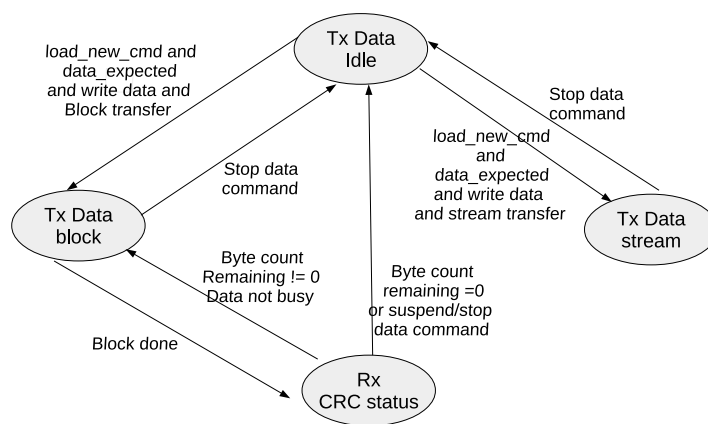 Tx Data
Idle
load_new_cmd and
data_expected
and write data and
Block transfer
Stop data
command
Stop data
command
load_new_cmd
and
data_expected
and write data
and stream transfer
Tx Data
block
Tx Data
stream
Byte count
Remaining != 0
Data not busy
Byte count
remaining =0
or suspend/stop
data command
Block done
Rx
CRC status